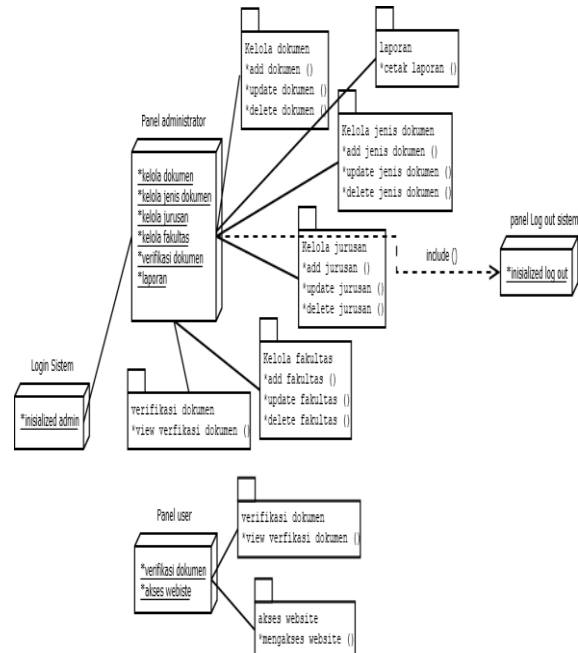 Kelola dokumen
*add dokumen ()
*update dokumen ()
*delete dokumen ()
laporan
*cetak laporan ()
Panel administrator
*kelola dokumen
*kelola jenis dokumen
*kelola jurusan
*kelola fakultas
*verifikasi dokumen
*laporan
Kelola jenis dokumen
*add jenis dokumen ()
*update jenis dokumen ()
*delete jenis dokumen ()
Kelola jurusan
*add jurusan ()
*update jurusan ()
*delete jurusan ()
include ()
panel Log out sistem
*inisialized log out
Login Sistem
*inisialized admin
verifikasi dokumen
*view verfikasi dokumen ()
Kelola fakultas
*add fakultas ()
*update fakultas ()
*delete fakultas ()
Panel user
*verifikasi dokumen
*akses webiste
verifikasi dokumen
*view verfikasi dokumen ()
akses website
*mengakses website ()